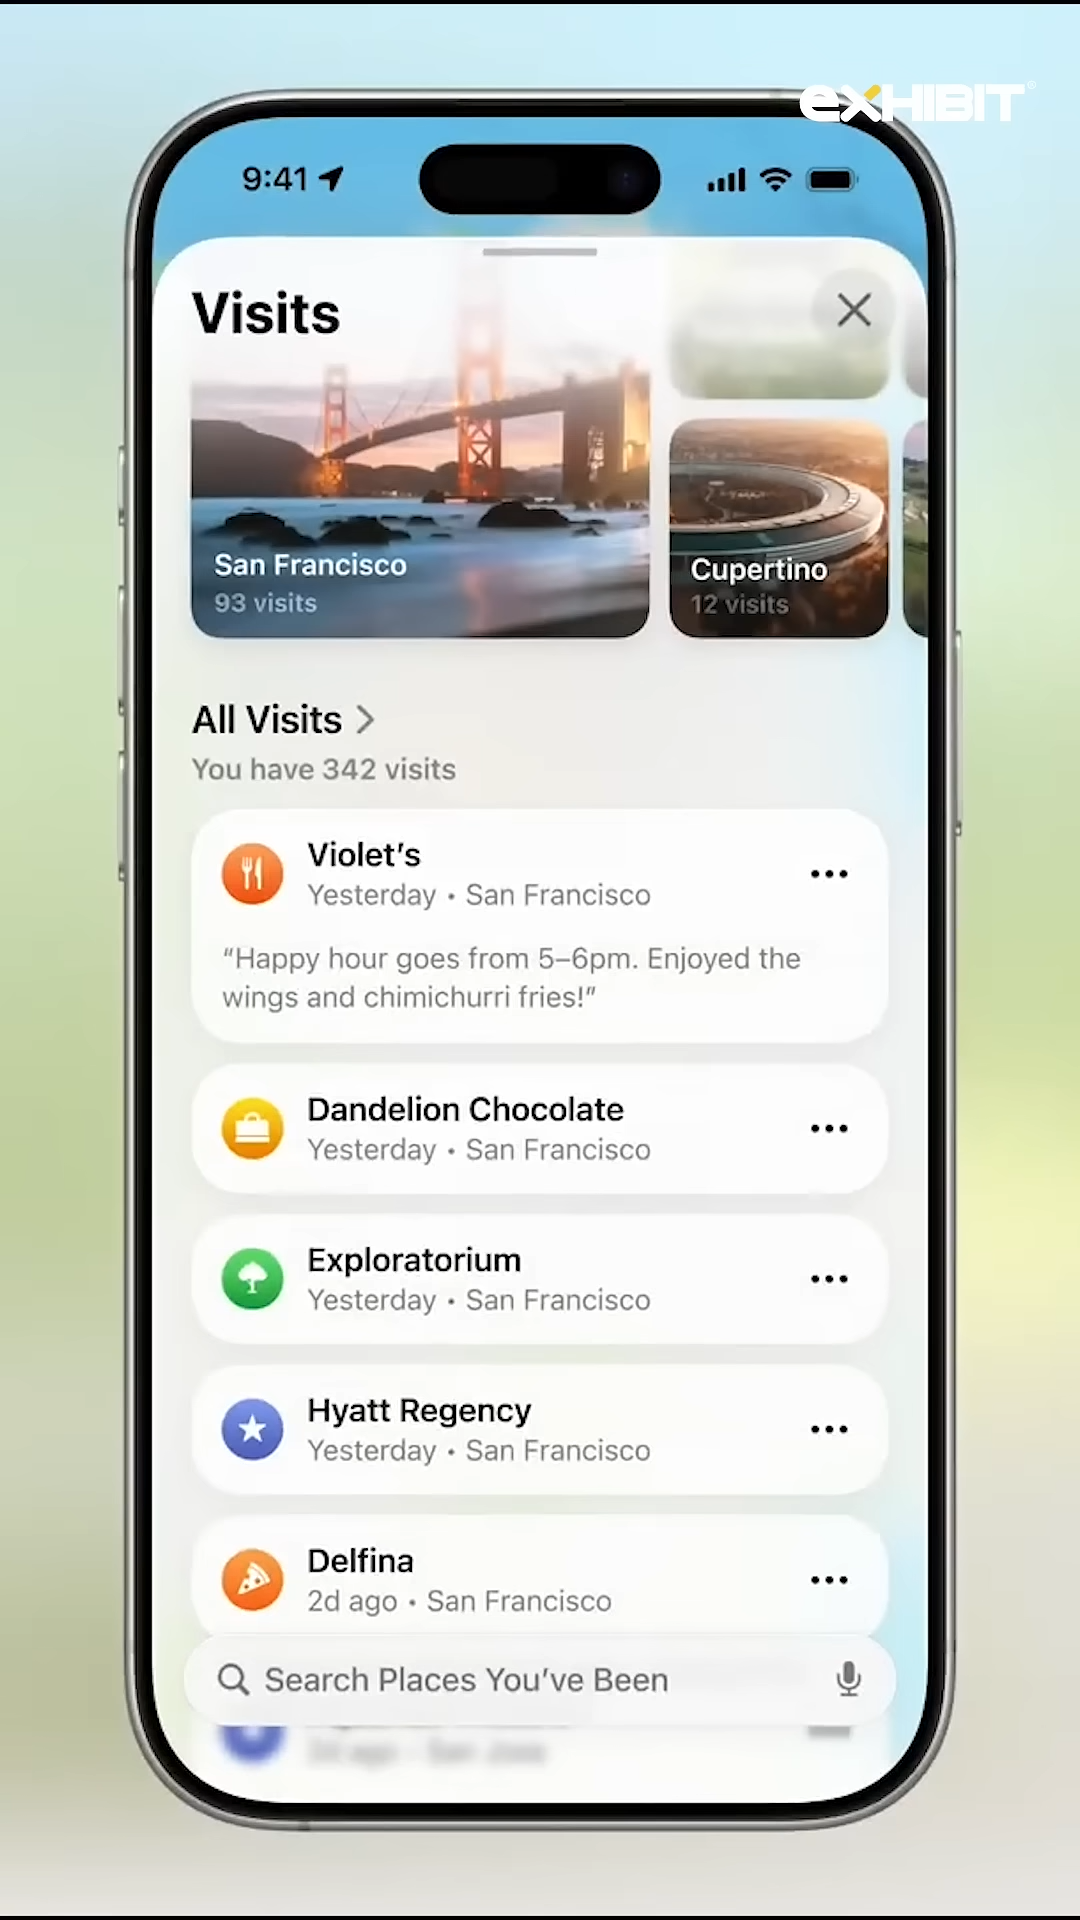 eXHIBIT®
9:41
Visits
San Francisco
93 visits
Cupertino
12 visits
All Visits >
You have 342 visits
Violet’s
Yesterday • San Francisco
“Happy hour goes from 5–6pm. Enjoyed the
wings and chimichurri fries!”
Dandelion Chocolate
Yesterday • San Francisco
Exploratorium
Yesterday • San Francisco
Hyatt Regency
Yesterday • San Francisco
Delfina
2d ago • San Francisco
Search Places You’ve Been